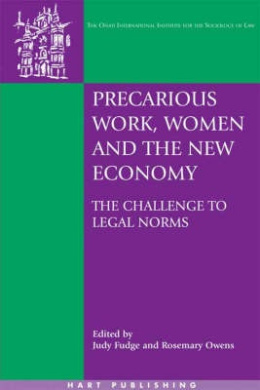 THE OÑATI INTERNATIONAL INSTITUTE FOR THE SOCIOLOGY OF LAW
PRECARIOUS
WORK, WOMEN
AND THE NEW
ECONOMY
THE CHALLENGE TO
LEGAL NORMS
Edited by
Judy Fudge and Rosemary Owens
HART PUBLISHING